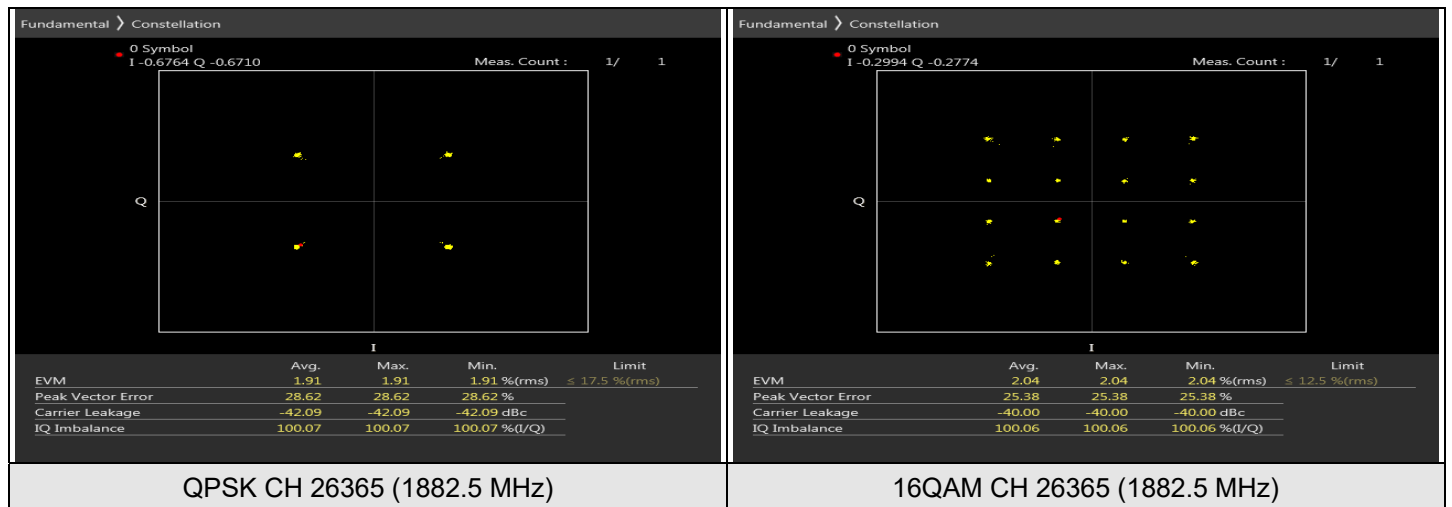 Fundamental ❯ Constellation
0 Symbol
I -0.6764 Q -0.6710 Meas. Count : 1/ 1
Q
I
Avg. Max. Min. Limit
EVM 1.91 1.91 1.91 %(rms) ≤ 17.5 %(rms)
Peak Vector Error 28.62 28.62 28.62 %
Carrier Leakage -42.09 -42.09 -42.09 dBc
IQ Imbalance 100.07 100.07 100.07 %(I/Q)
QPSK CH 26365 (1882.5 MHz)
Fundamental ❯ Constellation
0 Symbol
I -0.2994 Q -0.2774 Meas. Count : 1/ 1
Q
I
Avg. Max. Min. Limit
EVM 2.04 2.04 2.04 %(rms) ≤ 12.5 %(rms)
Peak Vector Error 25.38 25.38 25.38 %
Carrier Leakage -40.00 -40.00 -40.00 dBc
IQ Imbalance 100.06 100.06 100.06 %(I/Q)
16QAM CH 26365 (1882.5 MHz)